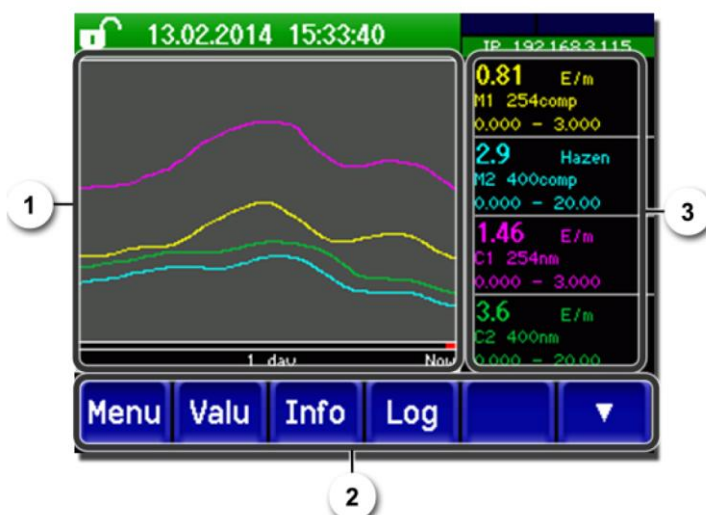 13.02.2014 15:33:40
IP 192.168.3.115
0.81 E/m
M1 254comp
0.000 - 3.000
2.9 Hazen
M2 400comp
0.000 - 20.00
1.46 E/m
C1 254nm
0.000 - 3.000
3.6 E/m
C2 400nm
0.000 - 20.00
1 day Now
Menu Valu Info Log ▼
1
3
2